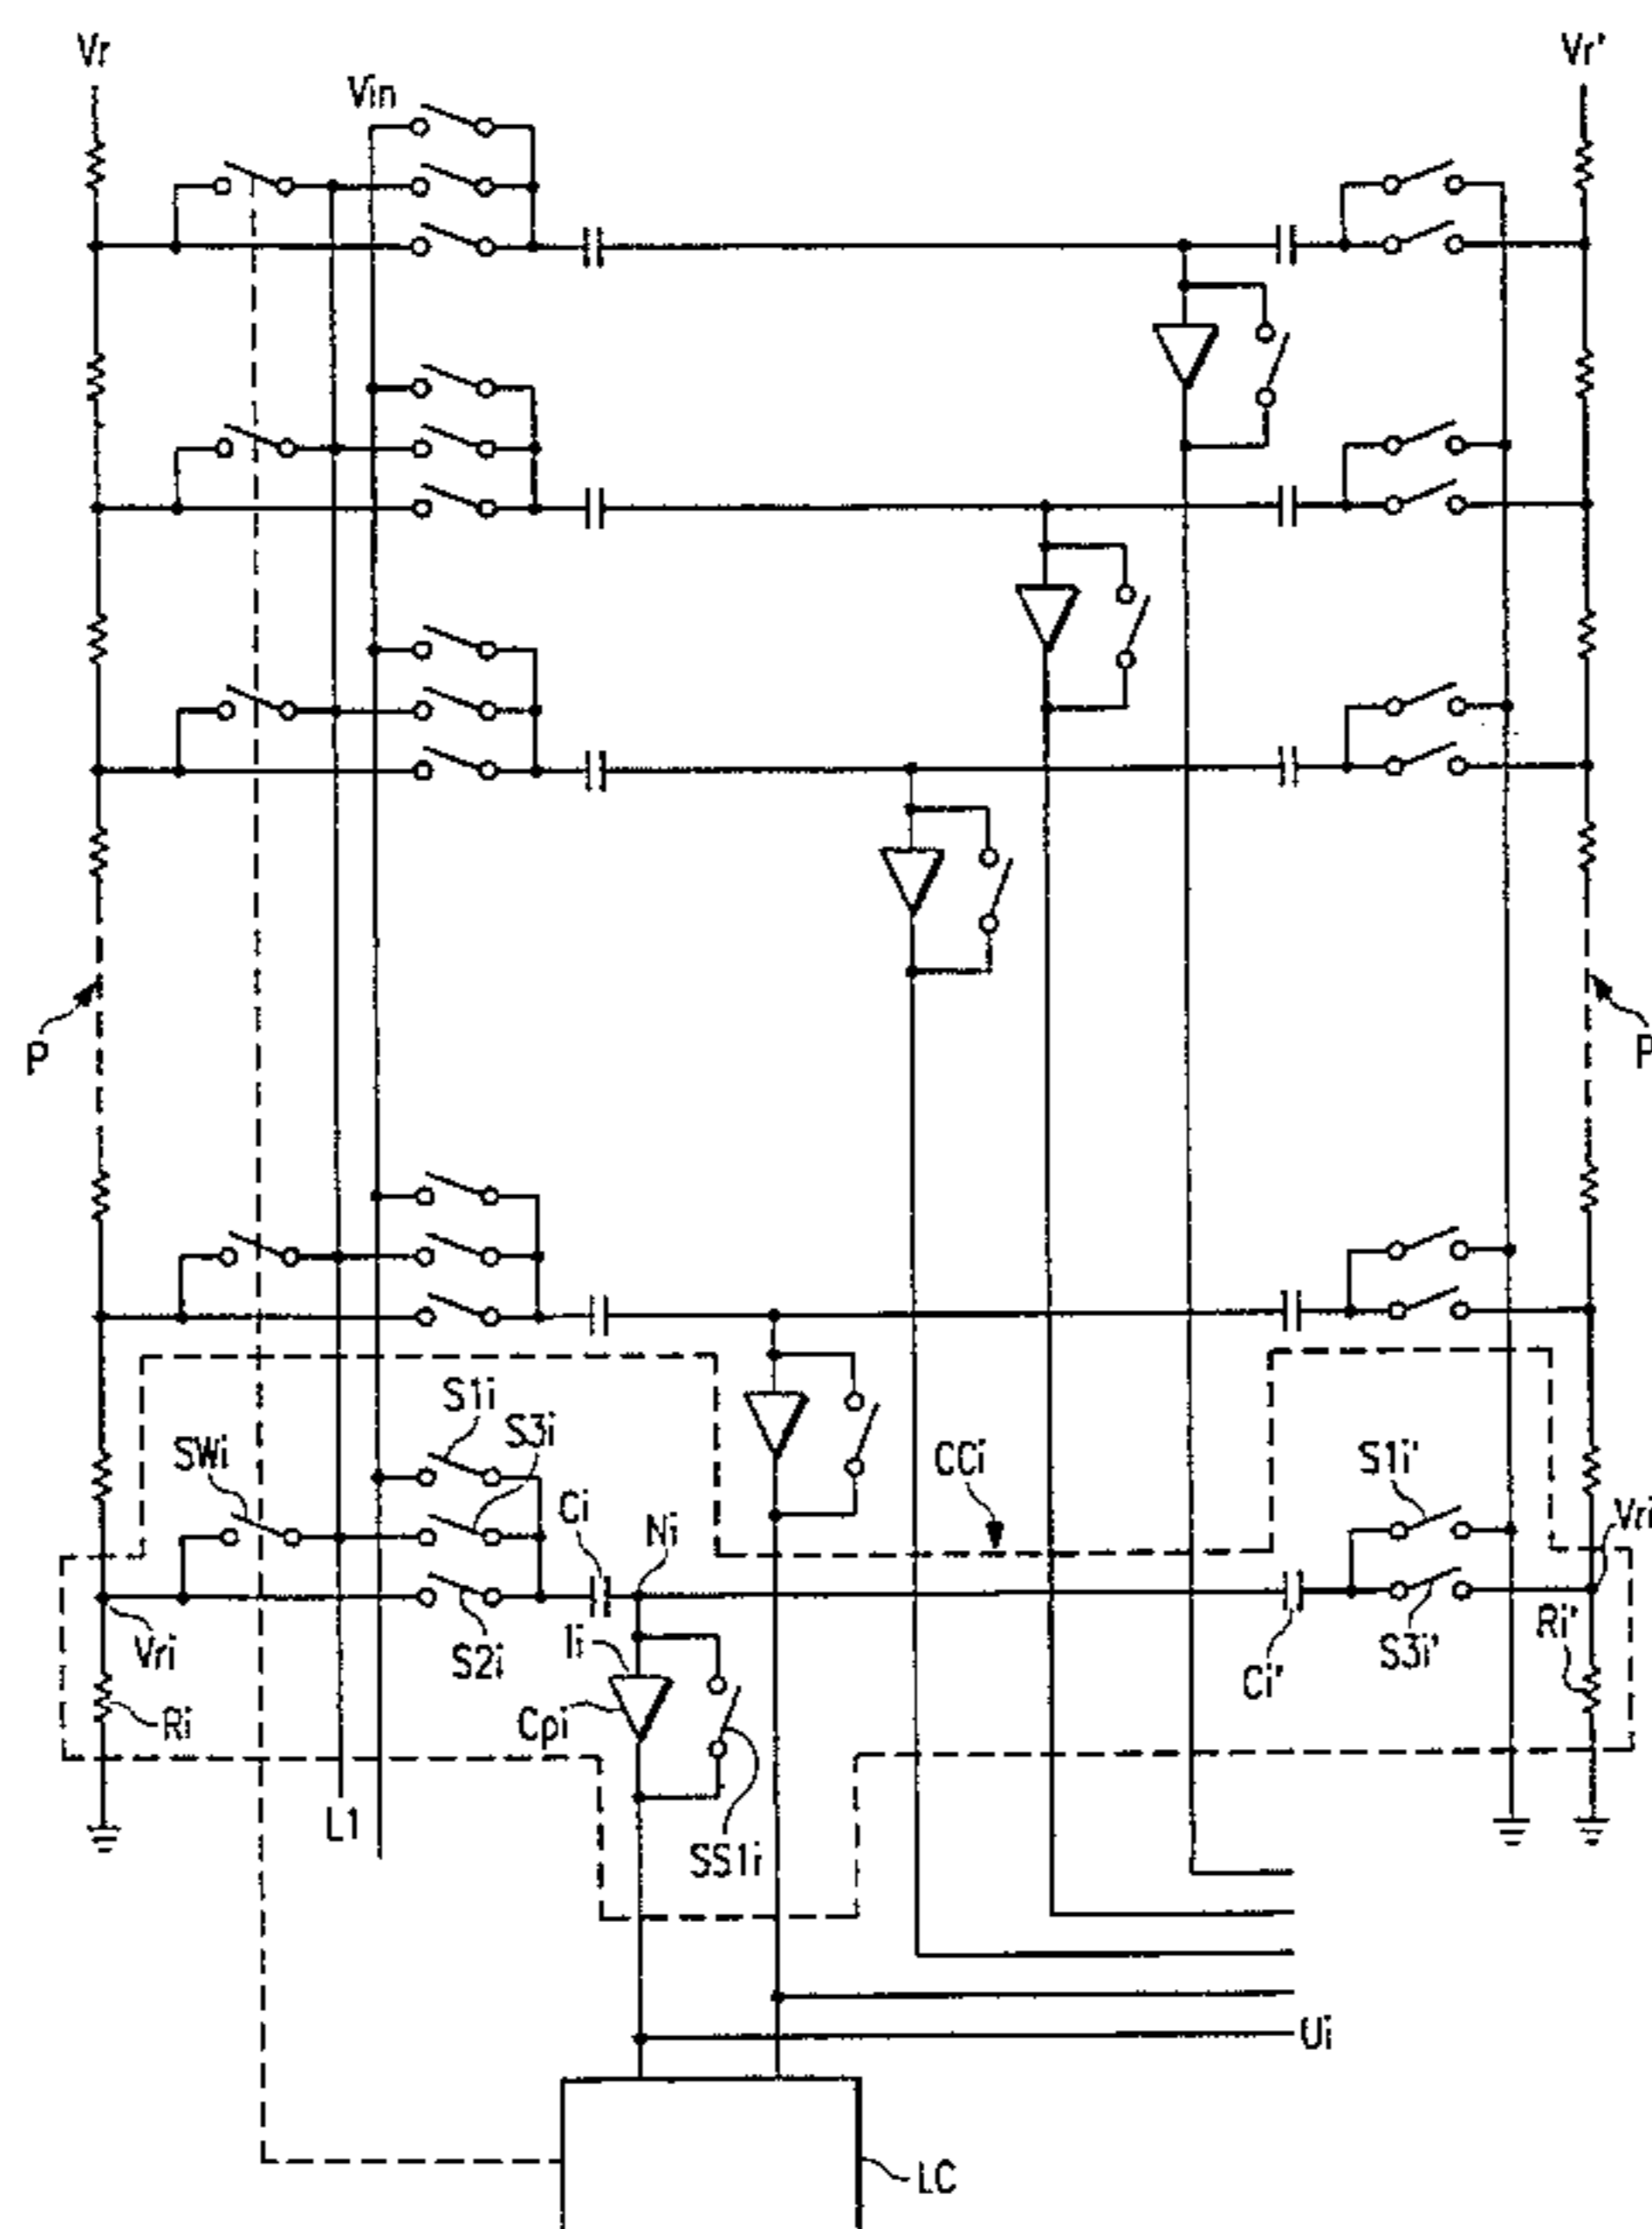 Vr
Vr'
Vin
P
P
S1i
S3i
SWi
Ci
Ni
CCi
S1i'
Vri
Vri
S2i
1i
Ri'
S3i'
Ci'
Ri
Cpi
L1
SS1i
Ui
LC